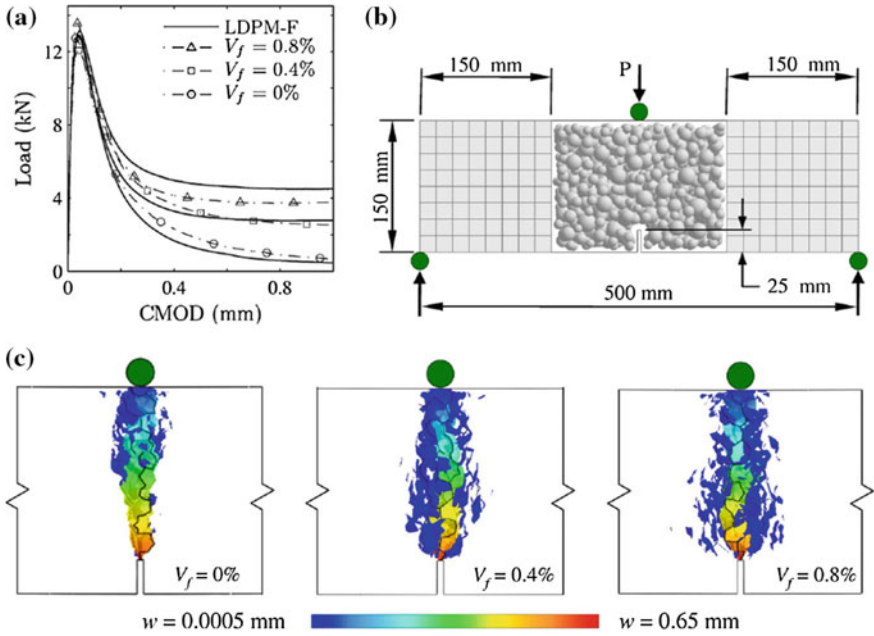 (a)
Load (kN)
12
8
4
0
0
0.4
0.8
CMOD (mm)
LDPM-F
V_f = 0.8%
V_f = 0.4%
V_f = 0%
(b)
150 mm
P
150 mm
150 mm
25 mm
500 mm
(c)
V_f = 0%
V_f = 0.4%
V_f = 0.8%
w = 0.0005 mm
w = 0.65 mm